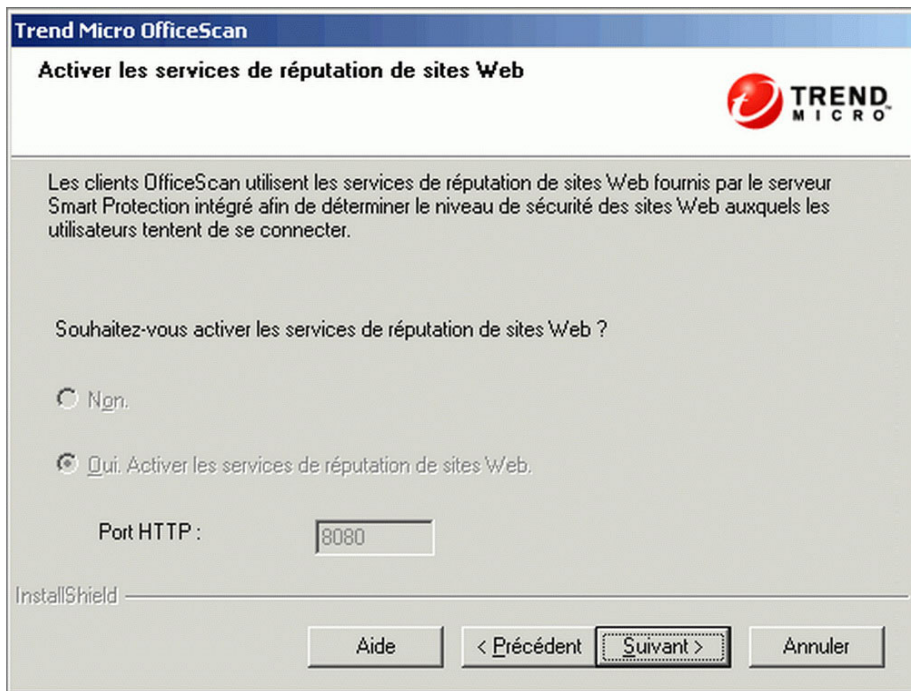 Trend Micro OfficeScan
Activer les services de réputation de sites Web
TREND
MICRO™
Les clients OfficeScan utilisent les services de réputation de sites Web fournis par le serveur
Smart Protection intégré afin de déterminer le niveau de sécurité des sites Web auxquels les
utilisateurs tentent de se connecter.
Souhaitez-vous activer les services de réputation de sites Web ?
Non.
Oui. Activer les services de réputation de sites Web.
Port HTTP : 8080
InstallShield
Aide < Précédent Suivant > Annuler